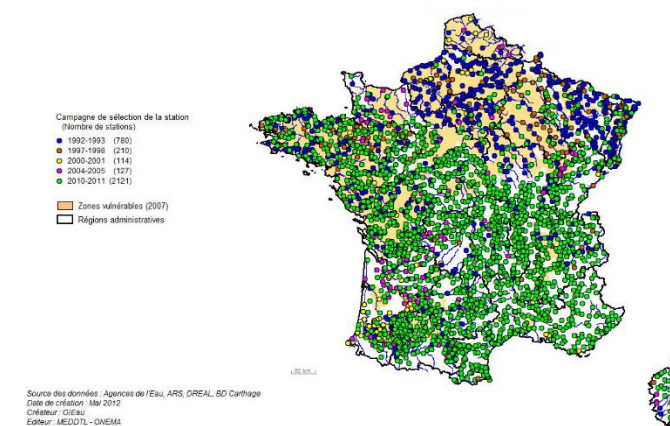 Campagne de sélection de la station
(Nombre de stations)
1992-1993 (780)
1997-1998 (210)
2000-2001 (114)
2004-2005 (127)
2010-2011 (2121)
Zones vulnérables (2007)
Régions administratives
50 km
Source des données : Agences de l'Eau, ARS, DREAL, BD Carthage
Date de création : Mai 2012
Créateur : OIEau
Editeur : MEDDTL - ONEMA